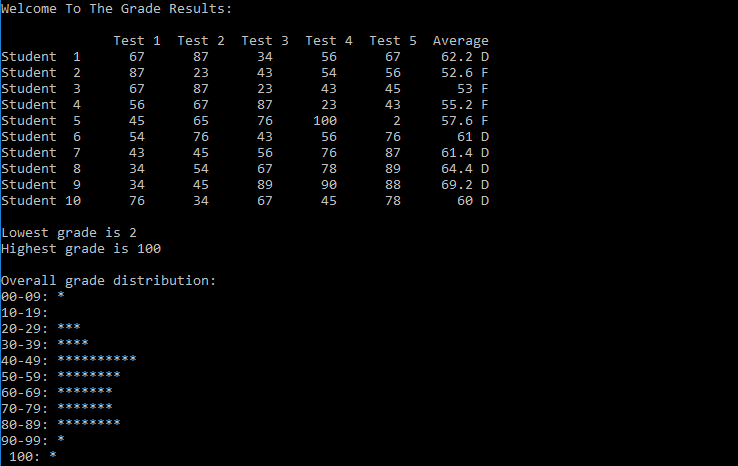 Welcome To The Grade Results:
Test 1 Test 2 Test 3 Test 4 Test 5 Average
Student 1 67 87 34 56 67 62.2 D
Student 2 87 23 43 54 56 52.6 F
Student 3 67 87 23 43 45 53 F
Student 4 56 67 87 23 43 55.2 F
Student 5 45 65 76 100 2 57.6 F
Student 6 54 76 43 56 76 61 D
Student 7 43 45 56 76 87 61.4 D
Student 8 34 54 67 78 89 64.4 D
Student 9 34 45 89 90 88 69.2 D
Student 10 76 34 67 45 78 60 D
Lowest grade is 2
Highest grade is 100
Overall grade distribution:
00-09: *
10-19:
20-29: ***
30-39: ****
40-49: **********
50-59: ********
60-69: *******
70-79: *******
80-89: ********
90-99: *
100: *